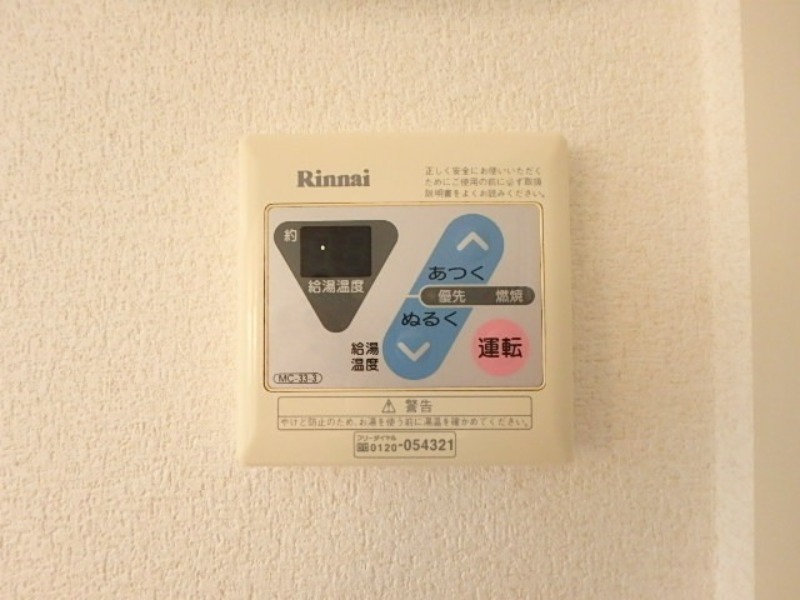 Rinnai
正しく安全にお使いいただく
ためにご使用の前に必ず取扱
説明書をよくお読みください。
約
給湯温度
あつく
優先 燃焼
ぬるく
給湯
温度
運転
MC-33-3
⚠ 警告
やけど防止のため、お湯を使う前に湯温を確かめてください。
フリーダイヤル
0120-054321